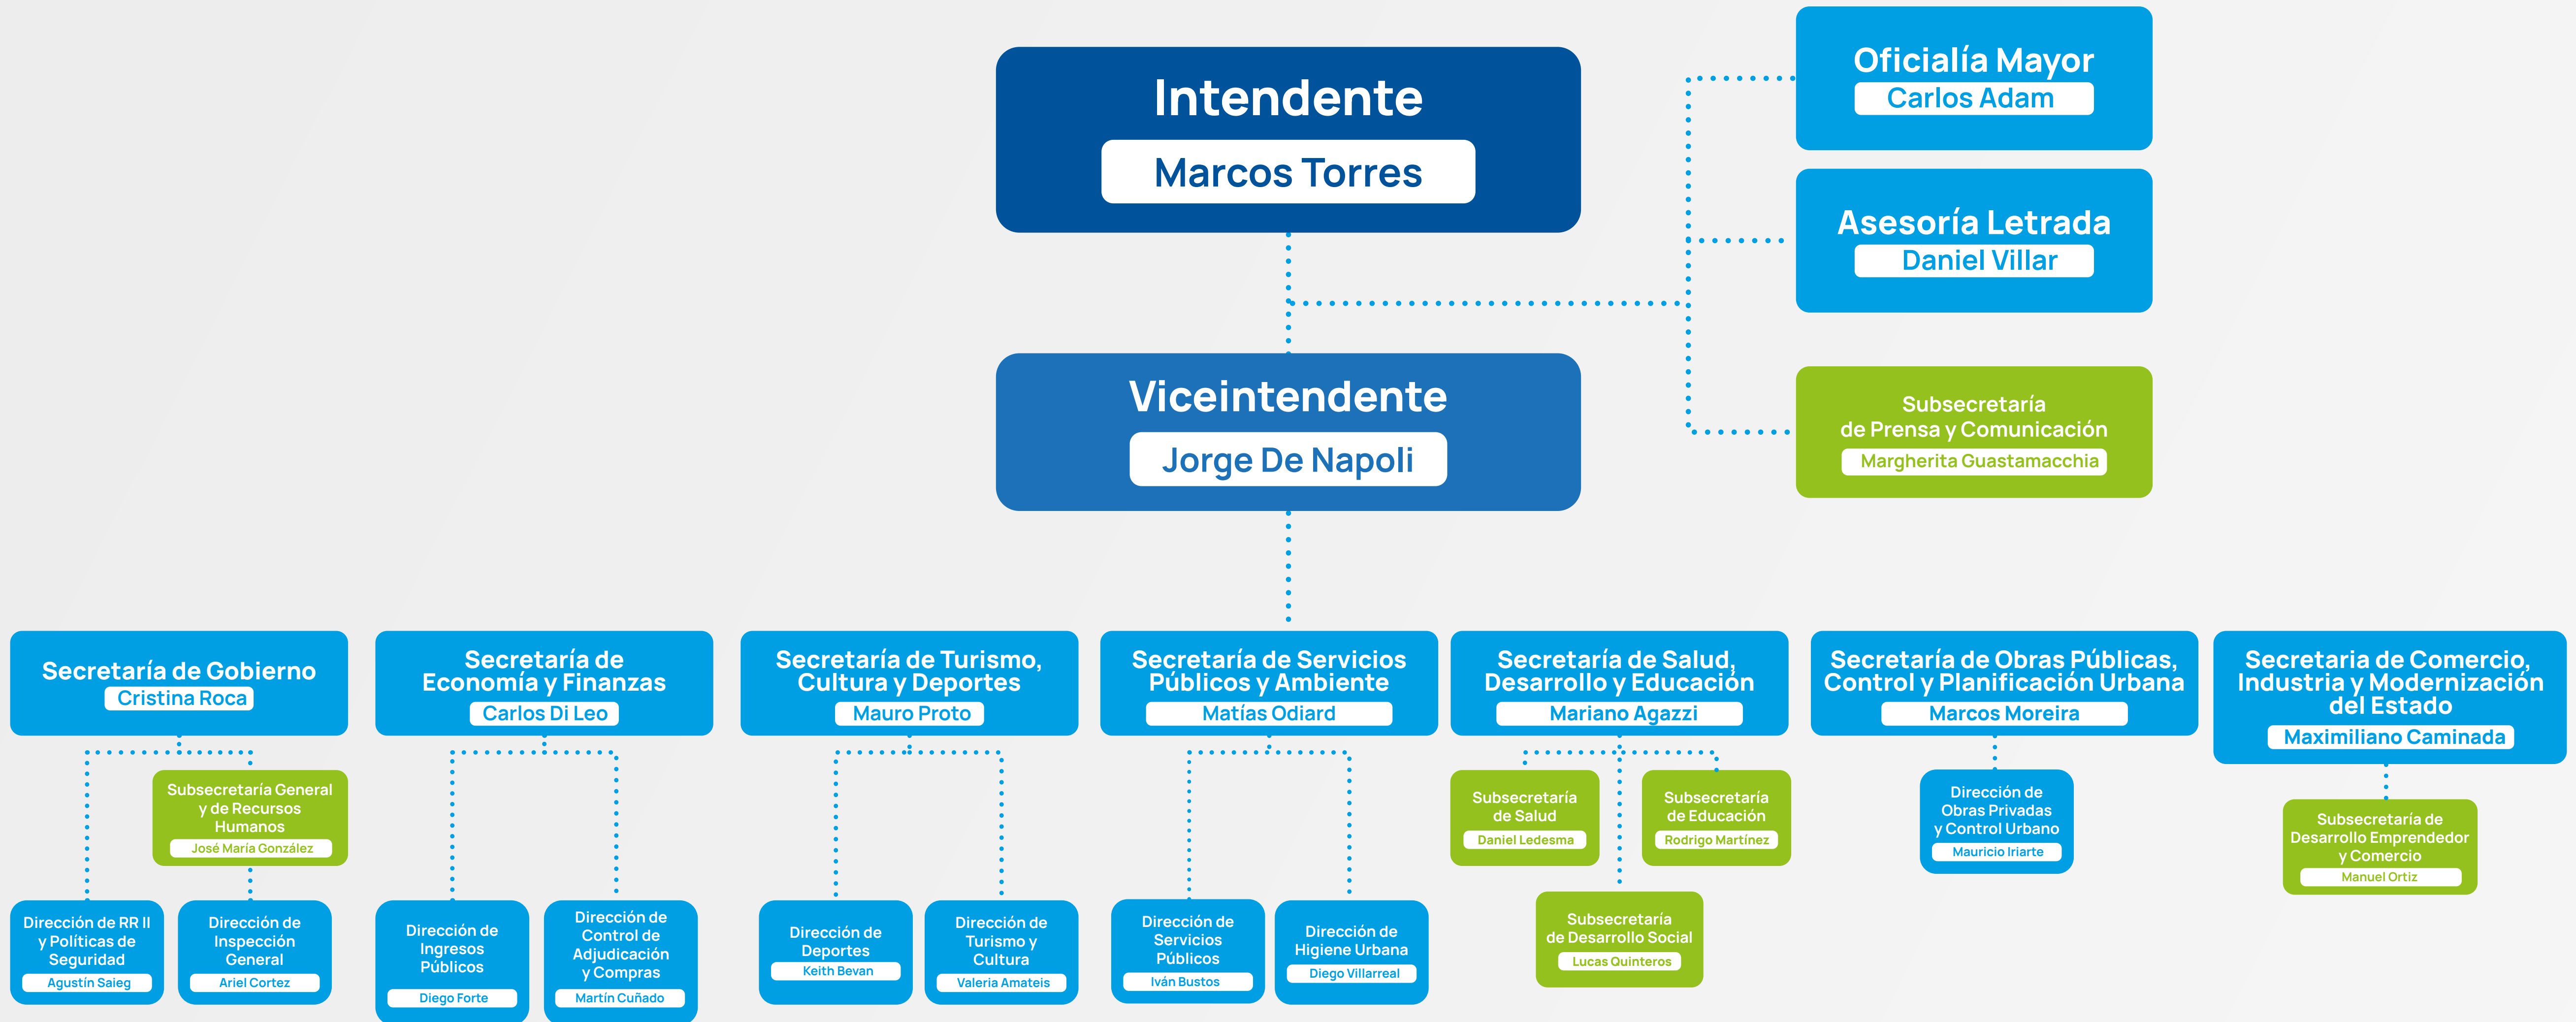 Intendente
Marcos Torres
Oficialía Mayor
Carlos Adam
Asesoría Letrada
Daniel Villar
Subsecretaría
de Prensa y Comunicación
Margherita Guastamacchia
Viceintendente
Jorge De Napoli
Secretaría de Gobierno
Cristina Roca
Subsecretaría General
y de Recursos
Humanos
José María González
Dirección de RR II
y Políticas de
Seguridad
Agustín Saieg
Dirección de
Inspección
General
Ariel Cortez
Secretaría de
Economía y Finanzas
Carlos Di Leo
Dirección de
Ingresos
Públicos
Diego Forte
Dirección de
Control de
Adjudicación
y Compras
Martín Cuñado
Secretaría de Turismo,
Cultura y Deportes
Mauro Proto
Dirección de
Deportes
Keith Bevan
Dirección de
Turismo y
Cultura
Valeria Amateis
Secretaría de Servicios
Públicos y Ambiente
Matías Odiard
Dirección de
Servicios
Públicos
Iván Bustos
Dirección de
Higiene Urbana
Diego Villarreal
Secretaría de Salud,
Desarrollo y Educación
Mariano Agazzi
Subsecretaría
de Salud
Daniel Ledesma
Subsecretaría
de Educación
Rodrigo Martínez
Subsecretaría
de Desarrollo Social
Lucas Quinteros
Secretaría de Obras Públicas,
Control y Planificación Urbana
Marcos Moreira
Dirección de
Obras Privadas
y Control Urbano
Mauricio Iriarte
Secretaria de Comercio,
Industria y Modernización
del Estado
Maximiliano Caminada
Subsecretaría de
Desarrollo Emprendedor
y Comercio
Manuel Ortiz